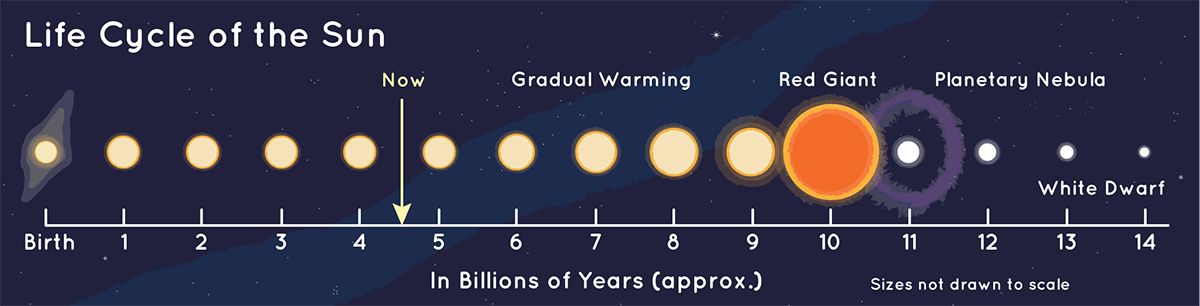 Life Cycle of the Sun
Now
Gradual Warming
Red Giant
Planetary Nebula
White Dwarf
Birth 1 2 3 4 5 6 7 8 9 10 11 12 13 14
In Billions of Years (approx.)
Sizes not drawn to scale